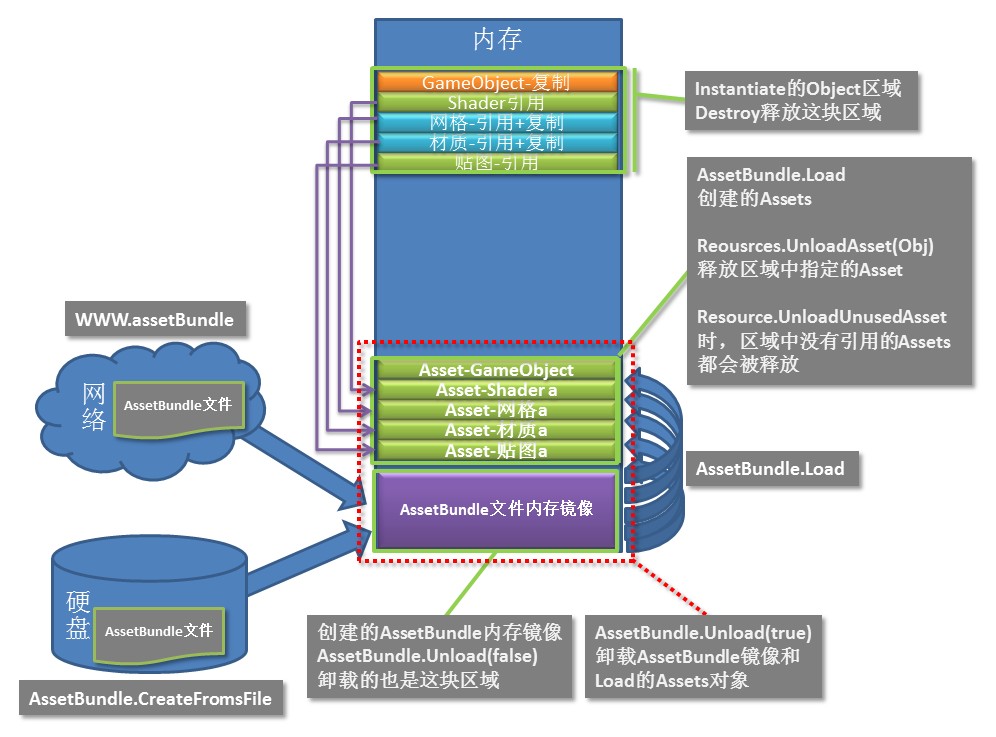 内存
GameObject-复制
Shader引用
网格-引用+复制
材质-引用+复制
贴图-引用
Instantiate的Object区域
Destroy释放这块区域
AssetBundle.Load
创建的Assets
Reousrces.UnloadAsset(Obj)
释放区域中指定的Asset
Resource.UnloadUnusedAsset
时，区域中没有引用的Assets
都会被释放
WWW.assetBundle
网络
AssetBundle文件
Asset-GameObject
Asset-Shader a
Asset-网格a
Asset-材质a
Asset-贴图a
AssetBundle.Load
AssetBundle文件内存镜像
硬盘
AssetBundle文件
AssetBundle.CreateFromsFile
创建的AssetBundle内存镜像
AssetBundle.Unload(false)
卸载的也是这块区域
AssetBundle.Unload(true)
卸载AssetBundle镜像和
Load的Assets对象